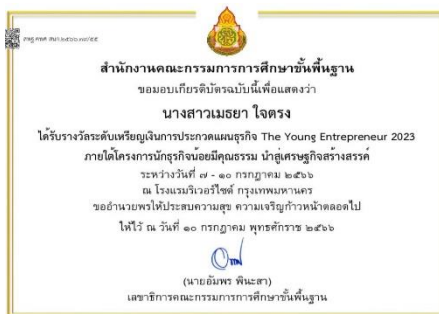 สำนักงานคณะกรรมการการศึกษาขั้นพื้นฐาน
ขอมอบเกียรติบัตรฉบับนี้เพื่อแสดงว่า
นางสาวเมธยา ใจตรง
ได้รับรางวัลระดับเหรียญเงินการประกวดแผนธุรกิจ The Young Entrepreneur 2023
ภายใต้โครงการนักธุรกิจน้อยมีคุณธรรม นำสู่เศรษฐกิจสร้างสรรค์
ระหว่างวันที่ ๗ - ๑๐ กรกฎาคม ๒๕๖๖
ณ โรงแรมริเวอร์ไซด์ กรุงเทพมหานคร
ขออำนวยพรให้ประสบความสุข ความเจริญก้าวหน้าตลอดไป
ให้ไว้ ณ วันที่ ๑๐ กรกฎาคม พุทธศักราช ๒๕๖๖
(นายอัมพร พินะสา)
เลขาธิการคณะกรรมการการศึกษาขั้นพื้นฐาน